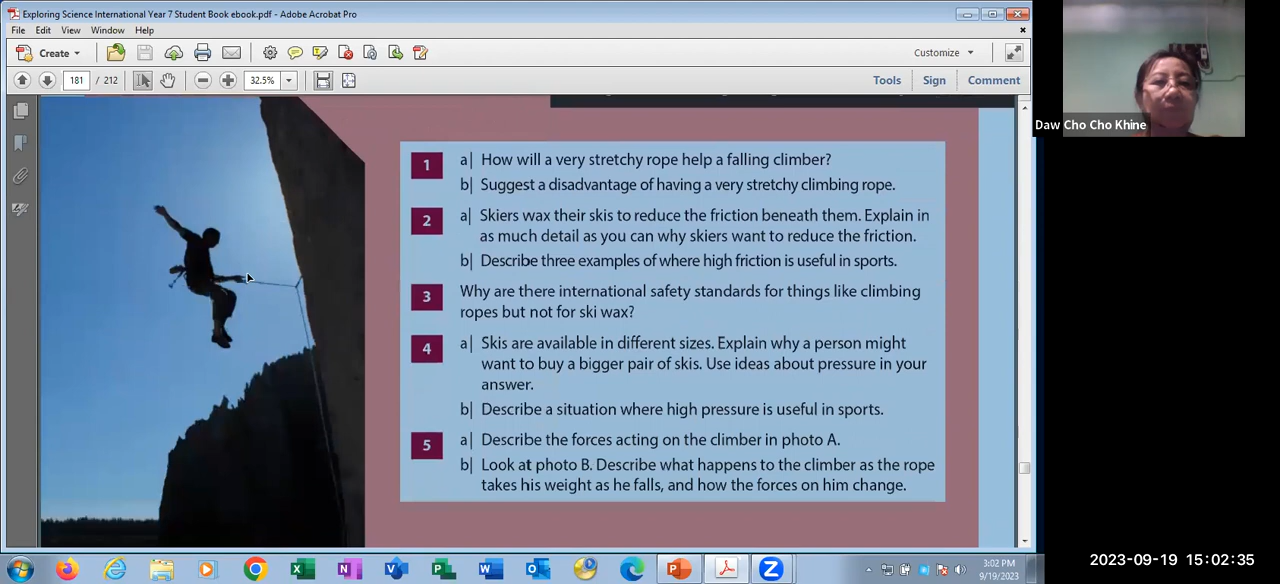 Exploring Science International Year 7 Student Book ebook.pdf - Adobe Acrobat Pro
File Edit View Window Help
Create
Customize
181 / 212
32.5%
Tools Sign Comment
1 a| How will a very stretchy rope help a falling climber?
b| Suggest a disadvantage of having a very stretchy climbing rope.
2 a| Skiers wax their skis to reduce the friction beneath them. Explain in
as much detail as you can why skiers want to reduce the friction.
b| Describe three examples of where high friction is useful in sports.
3 Why are there international safety standards for things like climbing
ropes but not for ski wax?
4 a| Skis are available in different sizes. Explain why a person might
want to buy a bigger pair of skis. Use ideas about pressure in your
answer.
b| Describe a situation where high pressure is useful in sports.
5 a| Describe the forces acting on the climber in photo A.
b| Look at photo B. Describe what happens to the climber as the rope
takes his weight as he falls, and how the forces on him change.
Daw Cho Cho Khine
3:02 PM
9/19/2023
2023-09-19 15:02:35